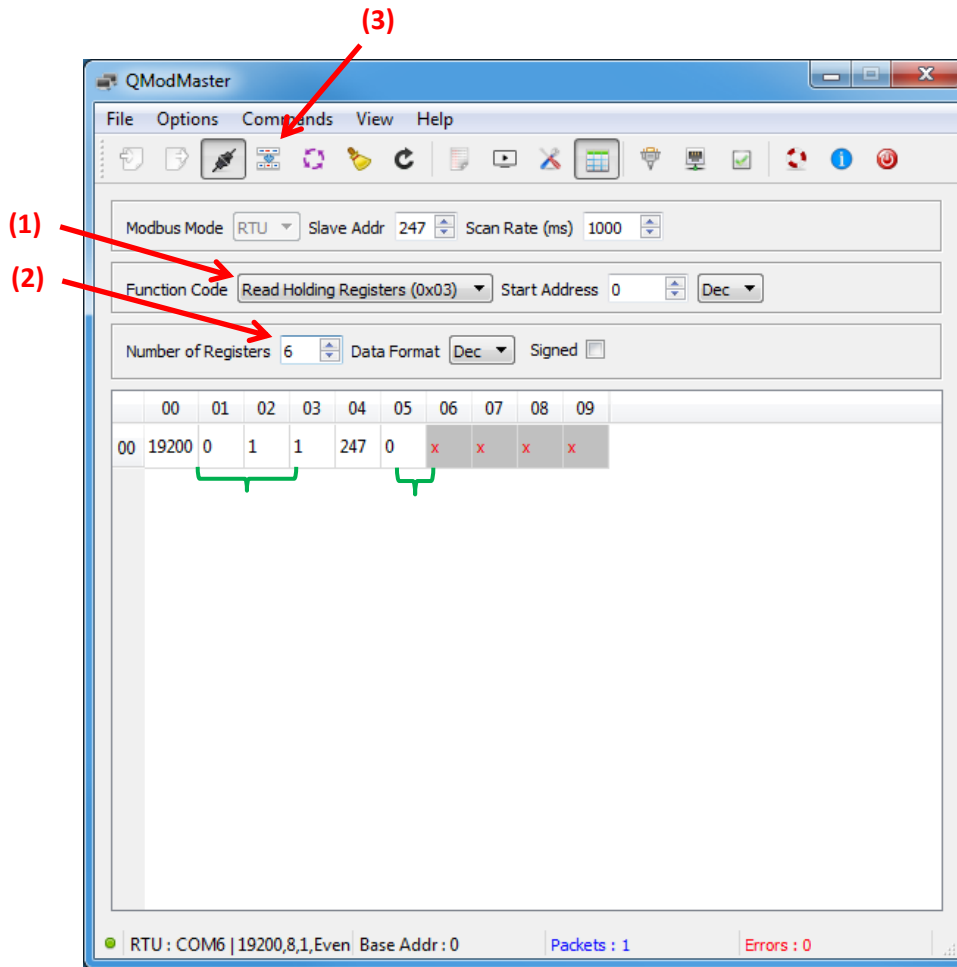 (3)
QModMaster
File Options Commands View Help
(1)
Modbus Mode RTU Slave Addr 247 Scan Rate (ms) 1000
(2)
Function Code Read Holding Registers (0x03) Start Address 0 Dec
Number of Registers 6 Data Format Dec Signed
00 01 02 03 04 05 06 07 08 09
00 19200 0 1 1 247 0 x x x x
RTU : COM6 | 19200,8,1,Even Base Addr : 0 Packets : 1 Errors : 0